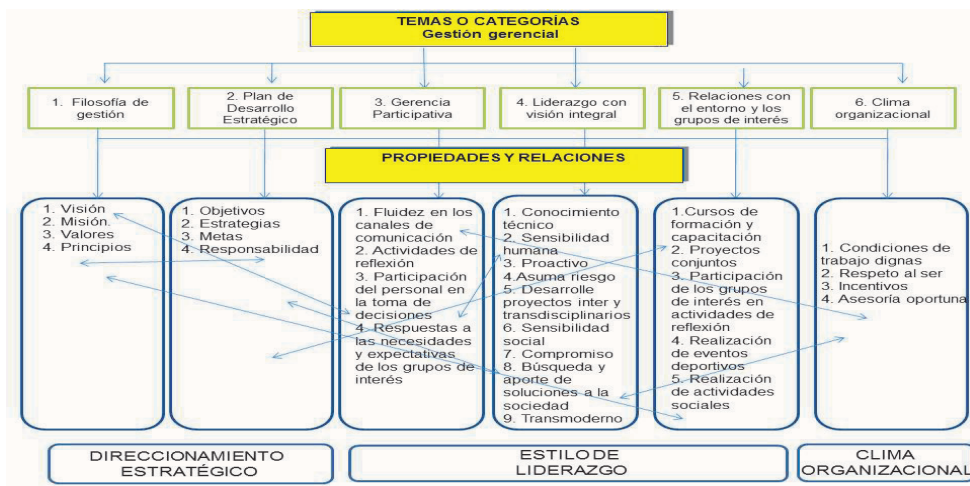 TEMAS O CATEGORÍAS
Gestión gerencial
1. Filosofía de
gestión
2. Plan de
Desarrollo
Estratégico
3. Gerencia
Participativa
4. Liderazgo con
visión integral
5. Relaciones con
el entorno y los
grupos de interés
6. Clima
organizacional
PROPIEDADES Y RELACIONES
1. Visión
2. Misión.
3. Valores
4. Principios
1. Objetivos
2. Estrategias
3. Metas
4. Responsabilidad
1. Fluidez en los
canales de
comunicación
2. Actividades de
reflexión
3. Participación
del personal en
la toma de
decisiones
4. Respuestas a
las necesidades
y expectativas
de los grupos de
interés
1. Conocimiento
técnico
2. Sensibilidad
humana
3. Proactivo
4.Asuma riesgo
5. Desarrolle
proyectos inter y
transdisciplinarios
6. Sensibilidad
social
7. Compromiso
8. Búsqueda y
aporte de
soluciones a la
sociedad
9. Transmoderno
1.Cursos de
formación y
capacitación
2. Proyectos
conjuntos
3. Participación
de los grupos de
interés en
actividades de
reflexión
4. Realización
de eventos
deportivos
5. Realización
de actividades
sociales
1. Condiciones de
trabajo dignas
2. Respeto al ser
3. Incentivos
4. Asesoría oportuna
DIRECCIONAMIENTO
ESTRATÉGICO
ESTILO DE
LIDERAZGO
CLIMA
ORGANIZACIONAL